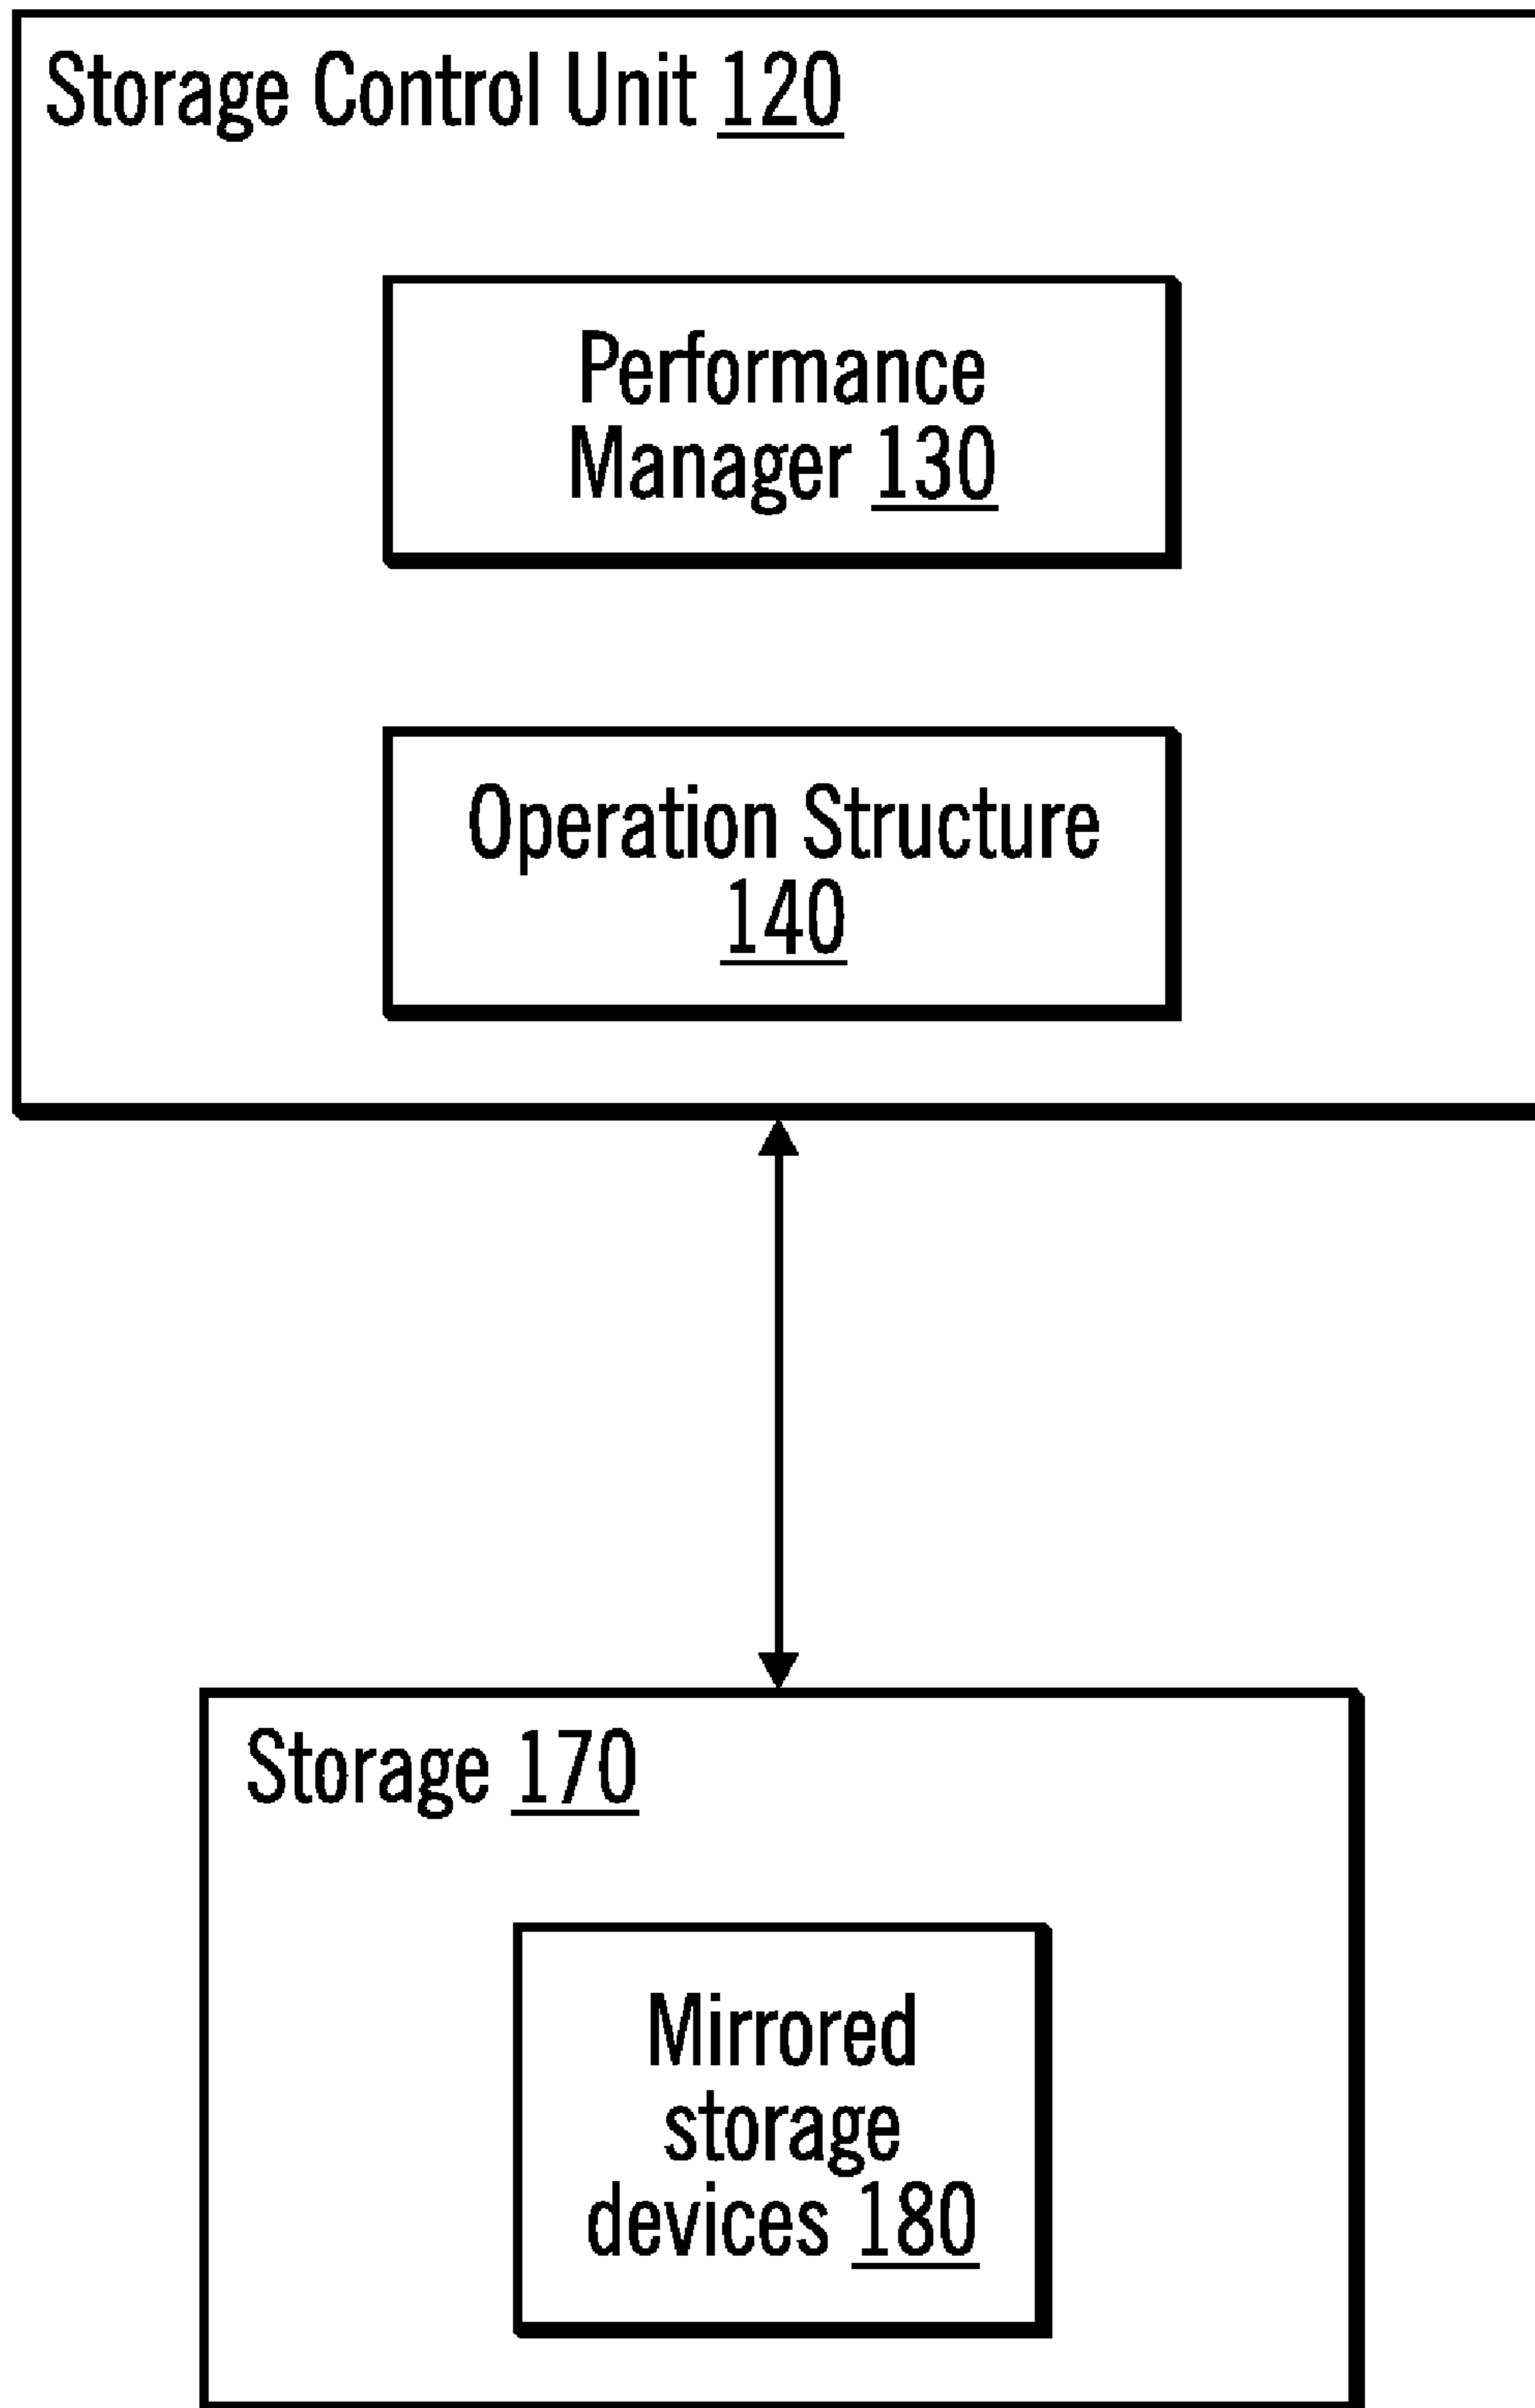 Storage Control Unit 120
Performance
Manager 130
Operation Structure
140
Storage 170
Mirrored
storage
devices 180